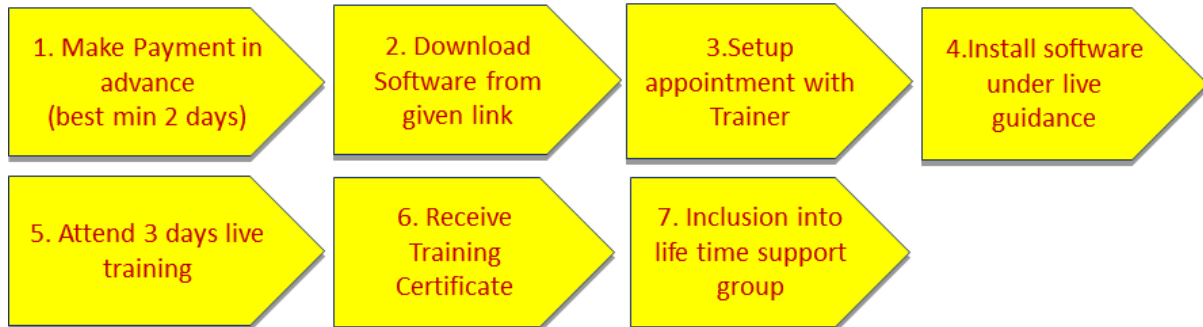 1. Make Payment in
advance
(best min 2 days)
2. Download
Software from
given link
3.Setup
appointment with
Trainer
4.Install software
under live
guidance
5. Attend 3 days live
training
6. Receive
Training
Certificate
7. Inclusion into
life time support
group